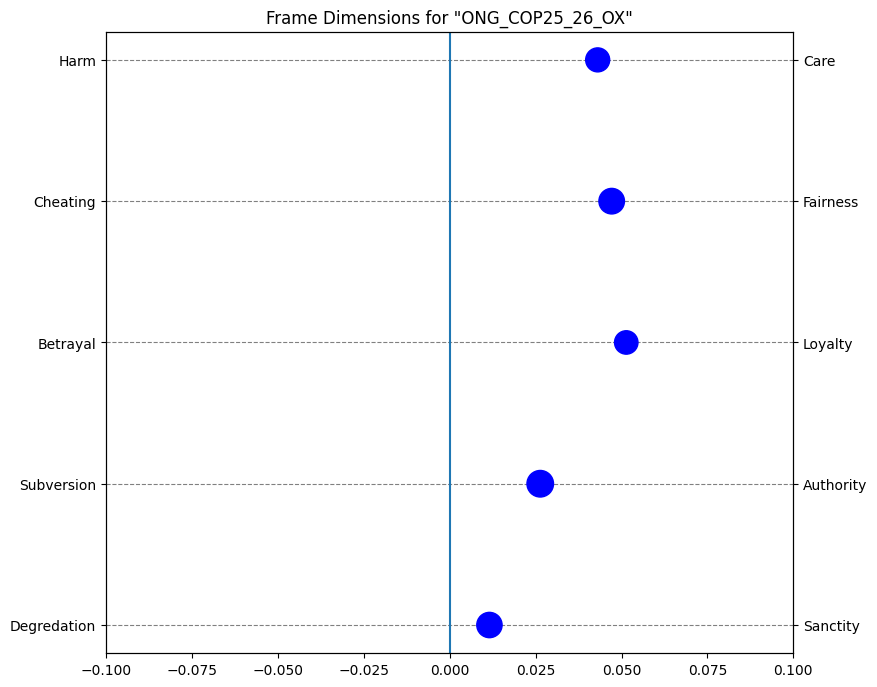 Frame Dimensions for "ONG_COP25_26_OX"
Harm Care
Cheating Fairness
Betrayal Loyalty
Subversion Authority
Degredation Sanctity
−0.100 −0.075 −0.050 −0.025 0.000 0.025 0.050 0.075 0.100